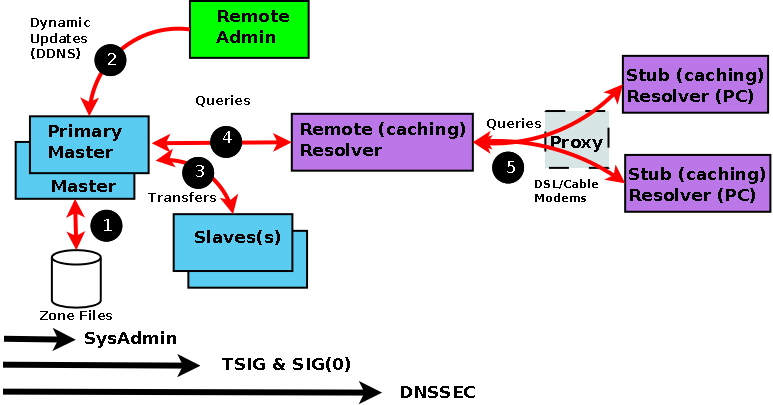 Dynamic
Updates
(DDNS)
2
Remote
Admin
Queries
Primary
Master
Master
4
3
Transfers
Remote (caching)
Resolver
Queries
5
Proxy
DSL/Cable
Modems
Stub (caching)
Resolver (PC)
Stub (caching)
Resolver (PC)
1
Slaves(s)
Zone Files
SysAdmin
TSIG & SIG(0)
DNSSEC